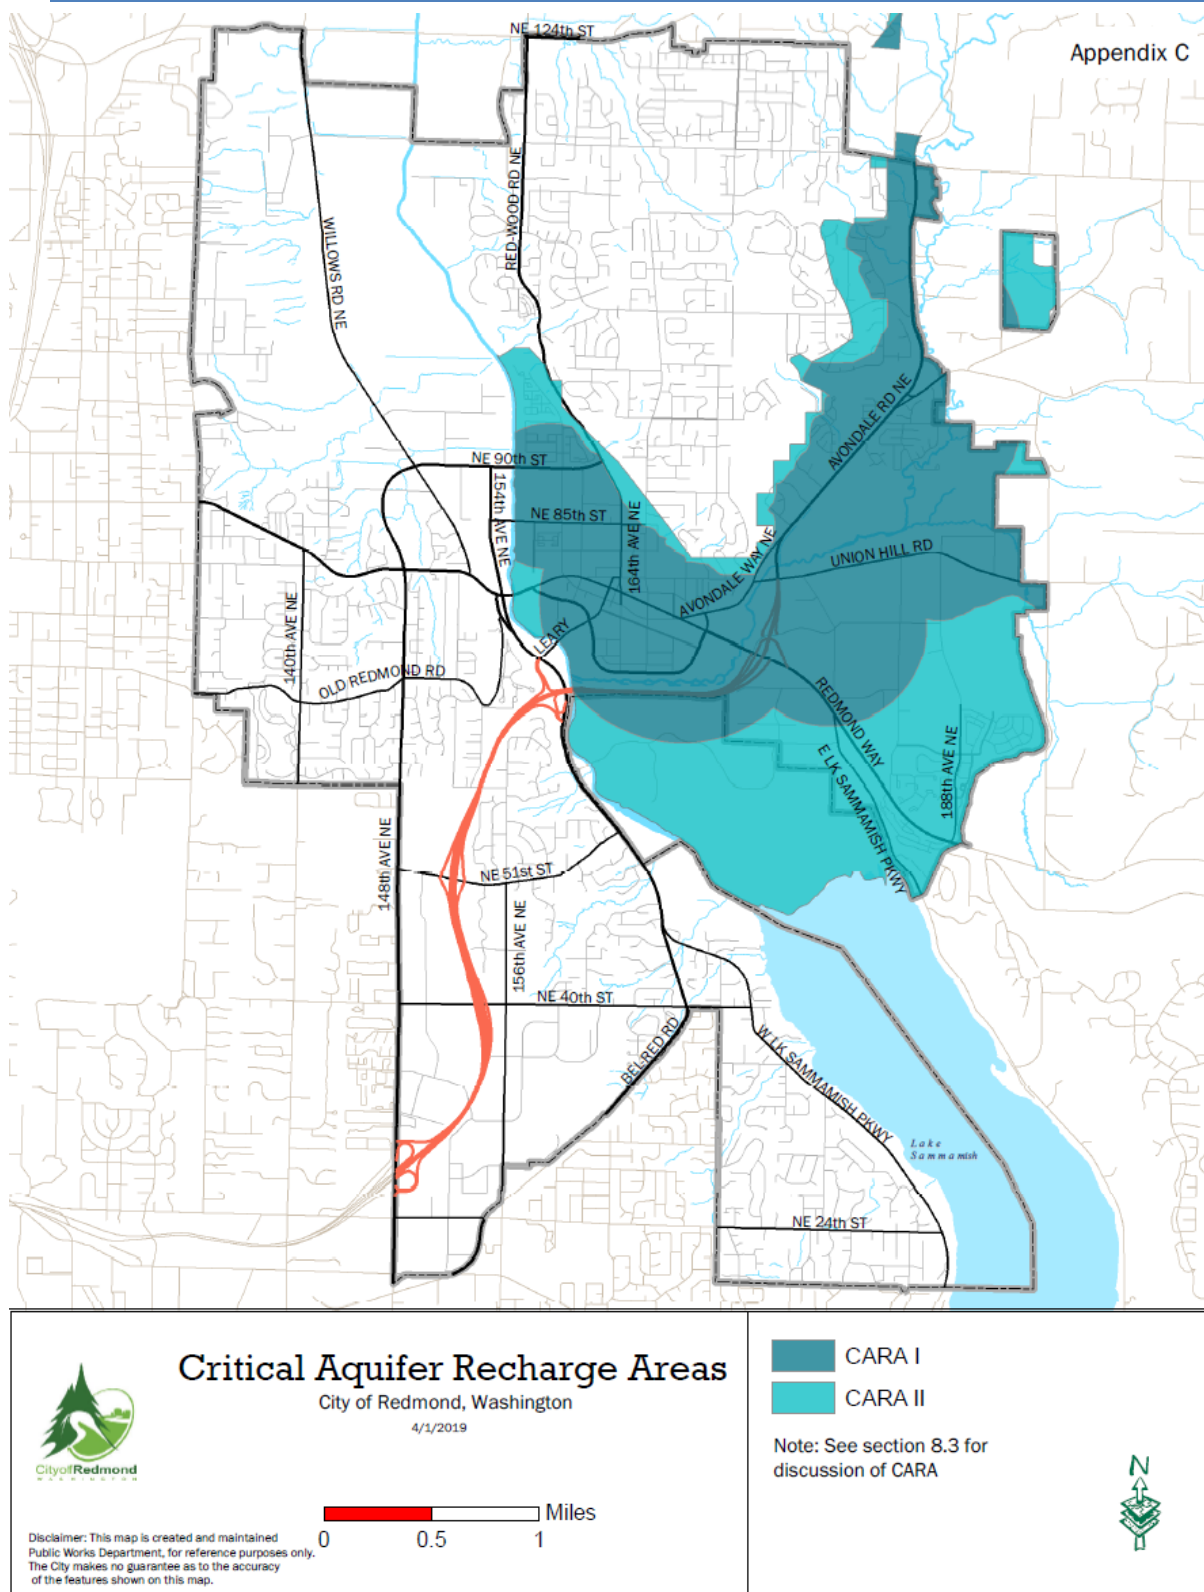 Appendix C
NE 124th ST
RED-WOOD RD NE
WILLOWS RD NE
AVONDALE RD NE
NE 90th ST
154th AVE NE
NE 85th ST
164th AVE NE
AVONDALE WAY NE
UNION HILL RD
140th AVE NE
LEARY
OLD REDMOND RD
REDMOND WAY
E LK SAMMAMISH PKWY
188th AVE NE
148th AVE NE
NE 51st ST
156th AVE NE
NE 40th ST
BEL-RED RD
W LK SAMMAMISH PKWY
Lake
Sammamish
NE 24th ST
Critical Aquifer Recharge Areas
City of Redmond, Washington
4/1/2019
CityofRedmond
WASHINGTON
Miles
0 0.5 1
Disclaimer: This map is created and maintained
Public Works Department, for reference purposes only.
The City makes no guarantee as to the accuracy
of the features shown on this map.
CARA I
CARA II
Note: See section 8.3 for
discussion of CARA
N